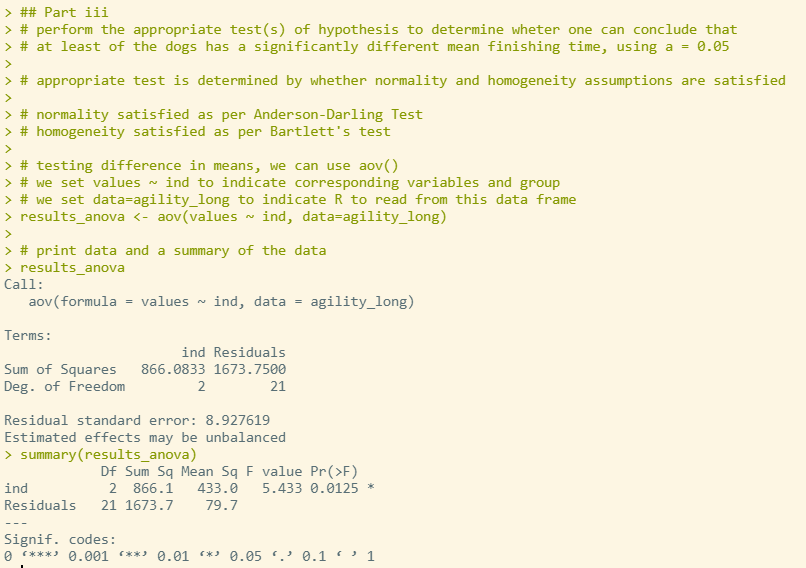 > ## Part iii
> # perform the appropriate test(s) of hypothesis to determine wheter one can conclude that
> # at least of the dogs has a significantly different mean finishing time, using a = 0.05
>
> # appropriate test is determined by whether normality and homogeneity assumptions are satisfied
>
> # normality satisfied as per Anderson-Darling Test
> # homogeneity satisfied as per Bartlett's test
>
> # testing difference in means, we can use aov()
> # we set values ~ ind to indicate corresponding variables and group
> # we set data=agility_long to indicate R to read from this data frame
> results_anova <- aov(values ~ ind, data=agility_long)
>
> # print data and a summary of the data
> results_anova
Call:
   aov(formula = values ~ ind, data = agility_long)

Terms:
                      ind Residuals
Sum of Squares   866.0833 1673.7500
Deg. of Freedom         2        21

Residual standard error: 8.927619
Estimated effects may be unbalanced
> summary(results_anova)
            Df Sum Sq Mean Sq F value Pr(>F)
ind          2  866.1   433.0   5.433 0.0125 *
Residuals   21 1673.7    79.7
---
Signif. codes:
0 ‘***’ 0.001 ‘**’ 0.01 ‘*’ 0.05 ‘.’ 0.1 ‘ ’ 1